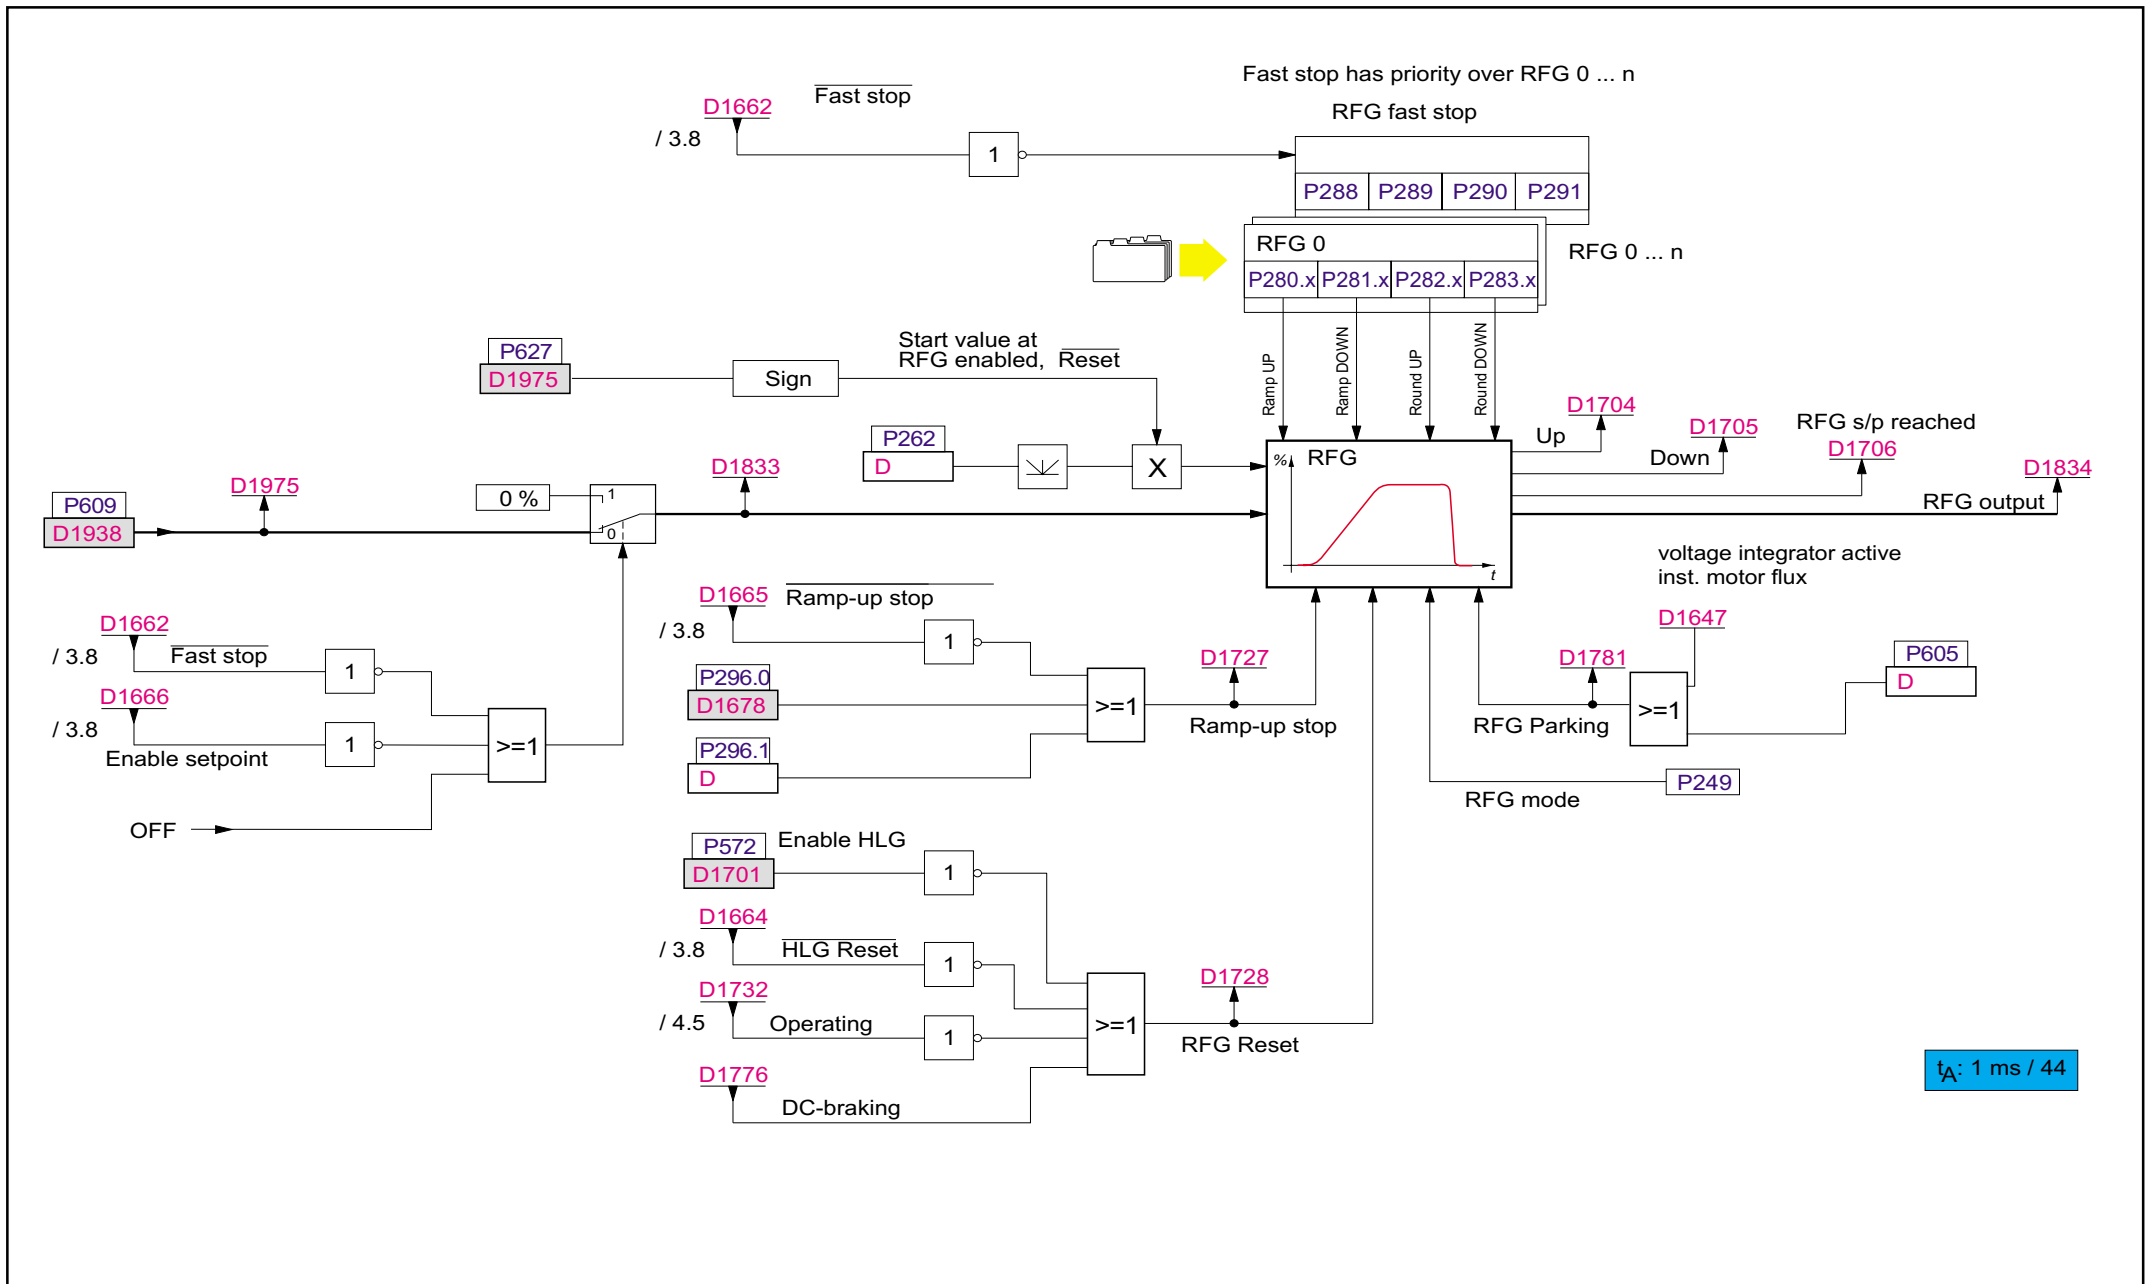 Fast stop has priority over RFG 0 ... n
RFG fast stop
D1662
Fast stop
/ 3.8
1
P288 P289 P290 P291
RFG 0
RFG 0 ... n
P280.x P281.x P282.x P283.x
Ramp UP
Ramp DOWN
Round UP
Round DOWN
P627
D1975
Sign
Start value at
RFG enabled, Reset
P262
D
X
% RFG
t
Up
D1704
Down
D1705
RFG s/p reached
D1706
D1834
RFG output
P609
D1938
D1975
0 %
1
0
D1833
D1662
/ 3.8
Fast stop
1
D1666
/ 3.8
Enable setpoint
1
>=1
OFF
D1665
Ramp-up stop
/ 3.8
1
P296.0
D1678
P296.1
D
>=1
D1727
Ramp-up stop
voltage integrator active
inst. motor flux
D1647
D1781
P605
D
>=1
RFG Parking
P249
RFG mode
P572
D1701
Enable HLG
1
D1664
/ 3.8
HLG Reset
1
D1732
/ 4.5
Operating
1
D1776
DC-braking
>=1
D1728
RFG Reset
tA: 1 ms / 44